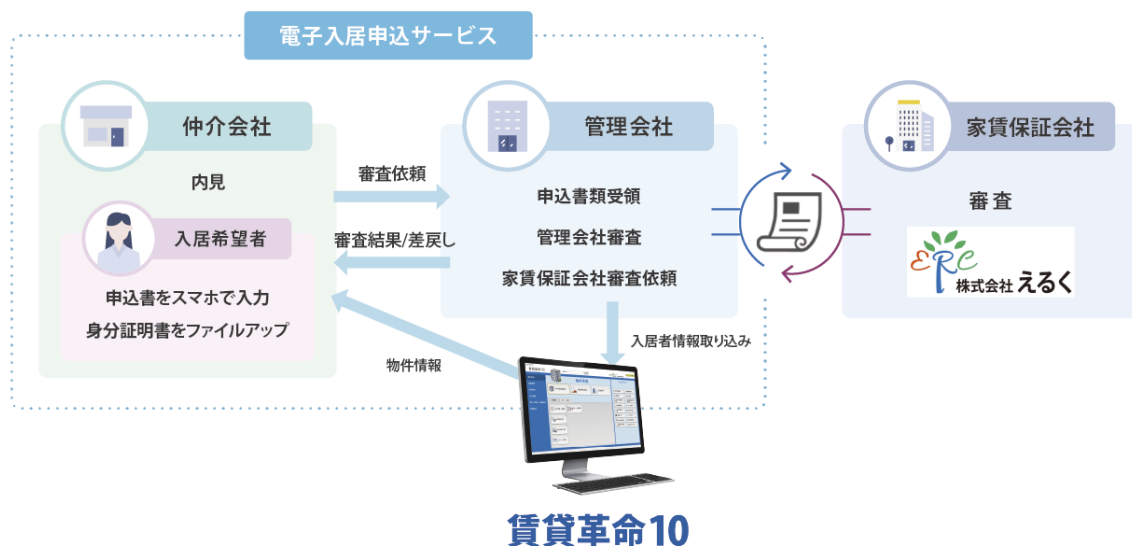 電子入居申込サービス
仲介会社
内見
入居希望者
申込書をスマホで入力
身分証明書をファイルアップ
審査依頼
審査結果/差戻し
物件情報
管理会社
申込書類受領
管理会社審査
家賃保証会社審査依頼
入居者情報取り込み
家賃保証会社
審査
ERC
株式会社えるく
賃貸革命10